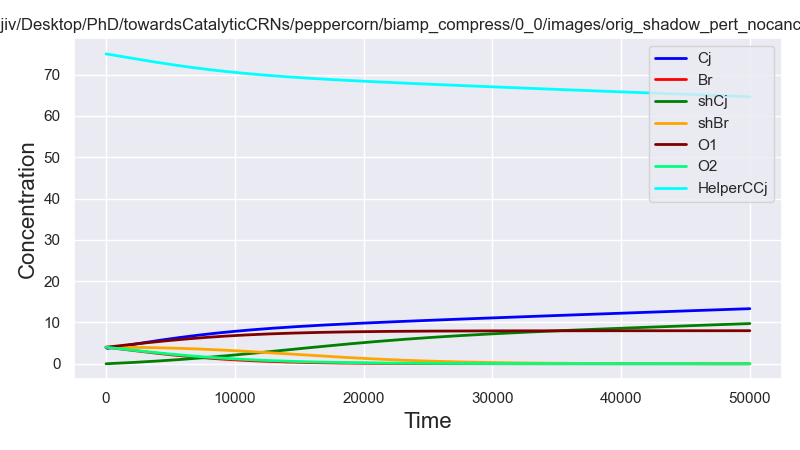 jiv/Desktop/PhD/towardsCatalyticCRNs/peppercorn/biamp_compress/0_0/images/orig_shadow_pert_nocanc
Cj
Br
shCj
shBr
O1
O2
HelperCCj
70
60
50
40
30
20
10
0
Concentration
0 10000 20000 30000 40000 50000
Time